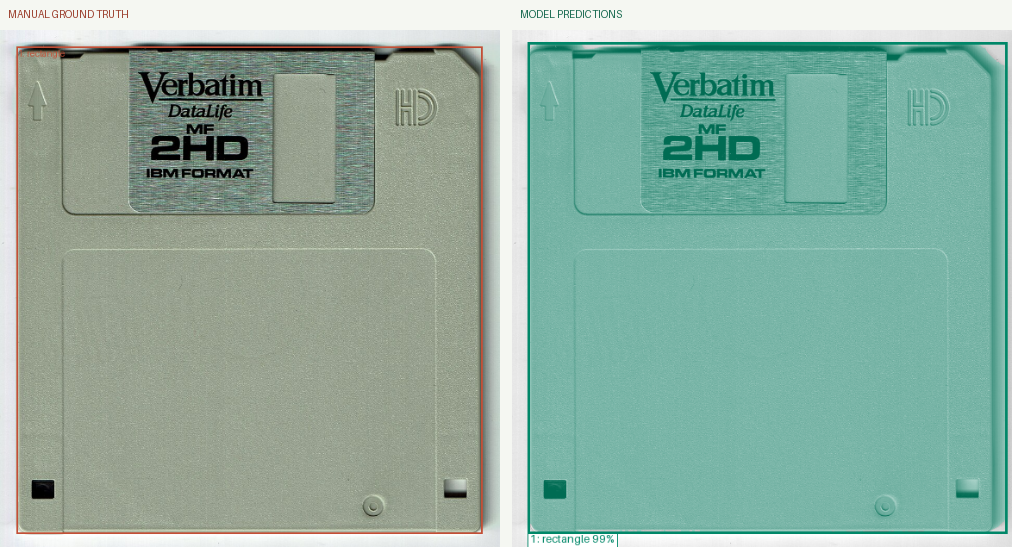 MANUAL GROUND TRUTH
Verbatim
DataLife
MF
2HD
IBM FORMAT
HD
MODEL PREDICTIONS
Verbatim
DataLife
MF
2HD
IBM FORMAT
HD
1: rectangle 99%